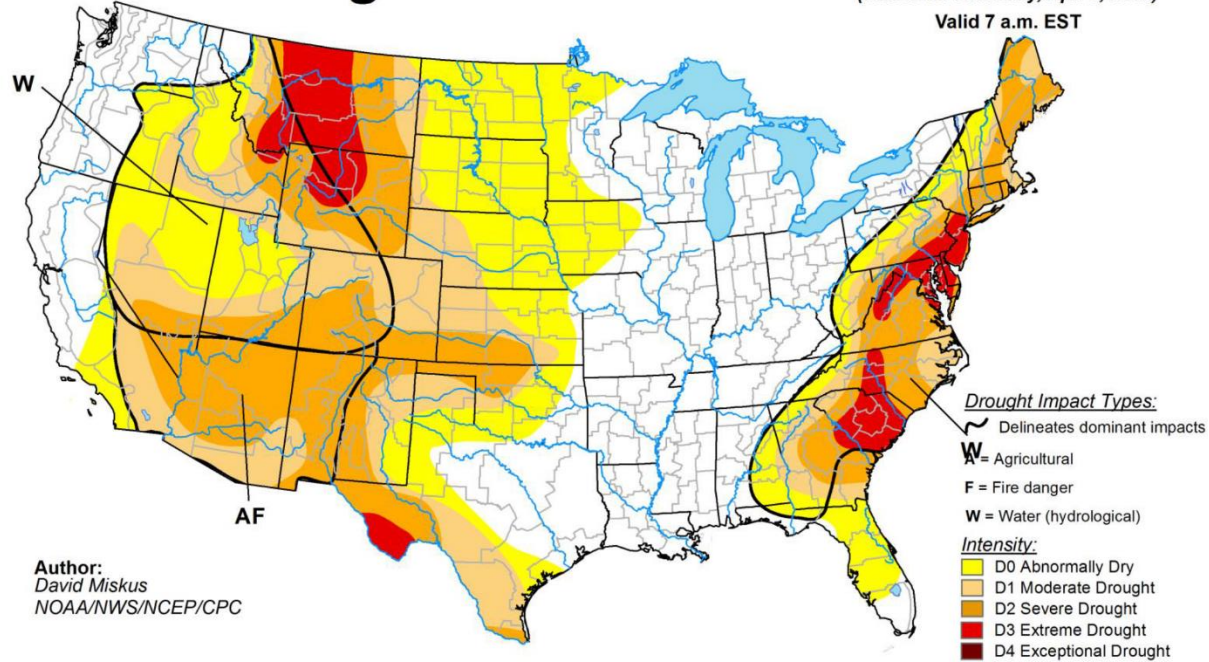 Valid 7 a.m. EST
W
AF
Author:
David Miskus
NOAA/NWS/NCEP/CPC
Drought Impact Types:
Delineates dominant impacts
W
A = Agricultural
F = Fire danger
W = Water (hydrological)
Intensity:
D0 Abnormally Dry
D1 Moderate Drought
D2 Severe Drought
D3 Extreme Drought
D4 Exceptional Drought